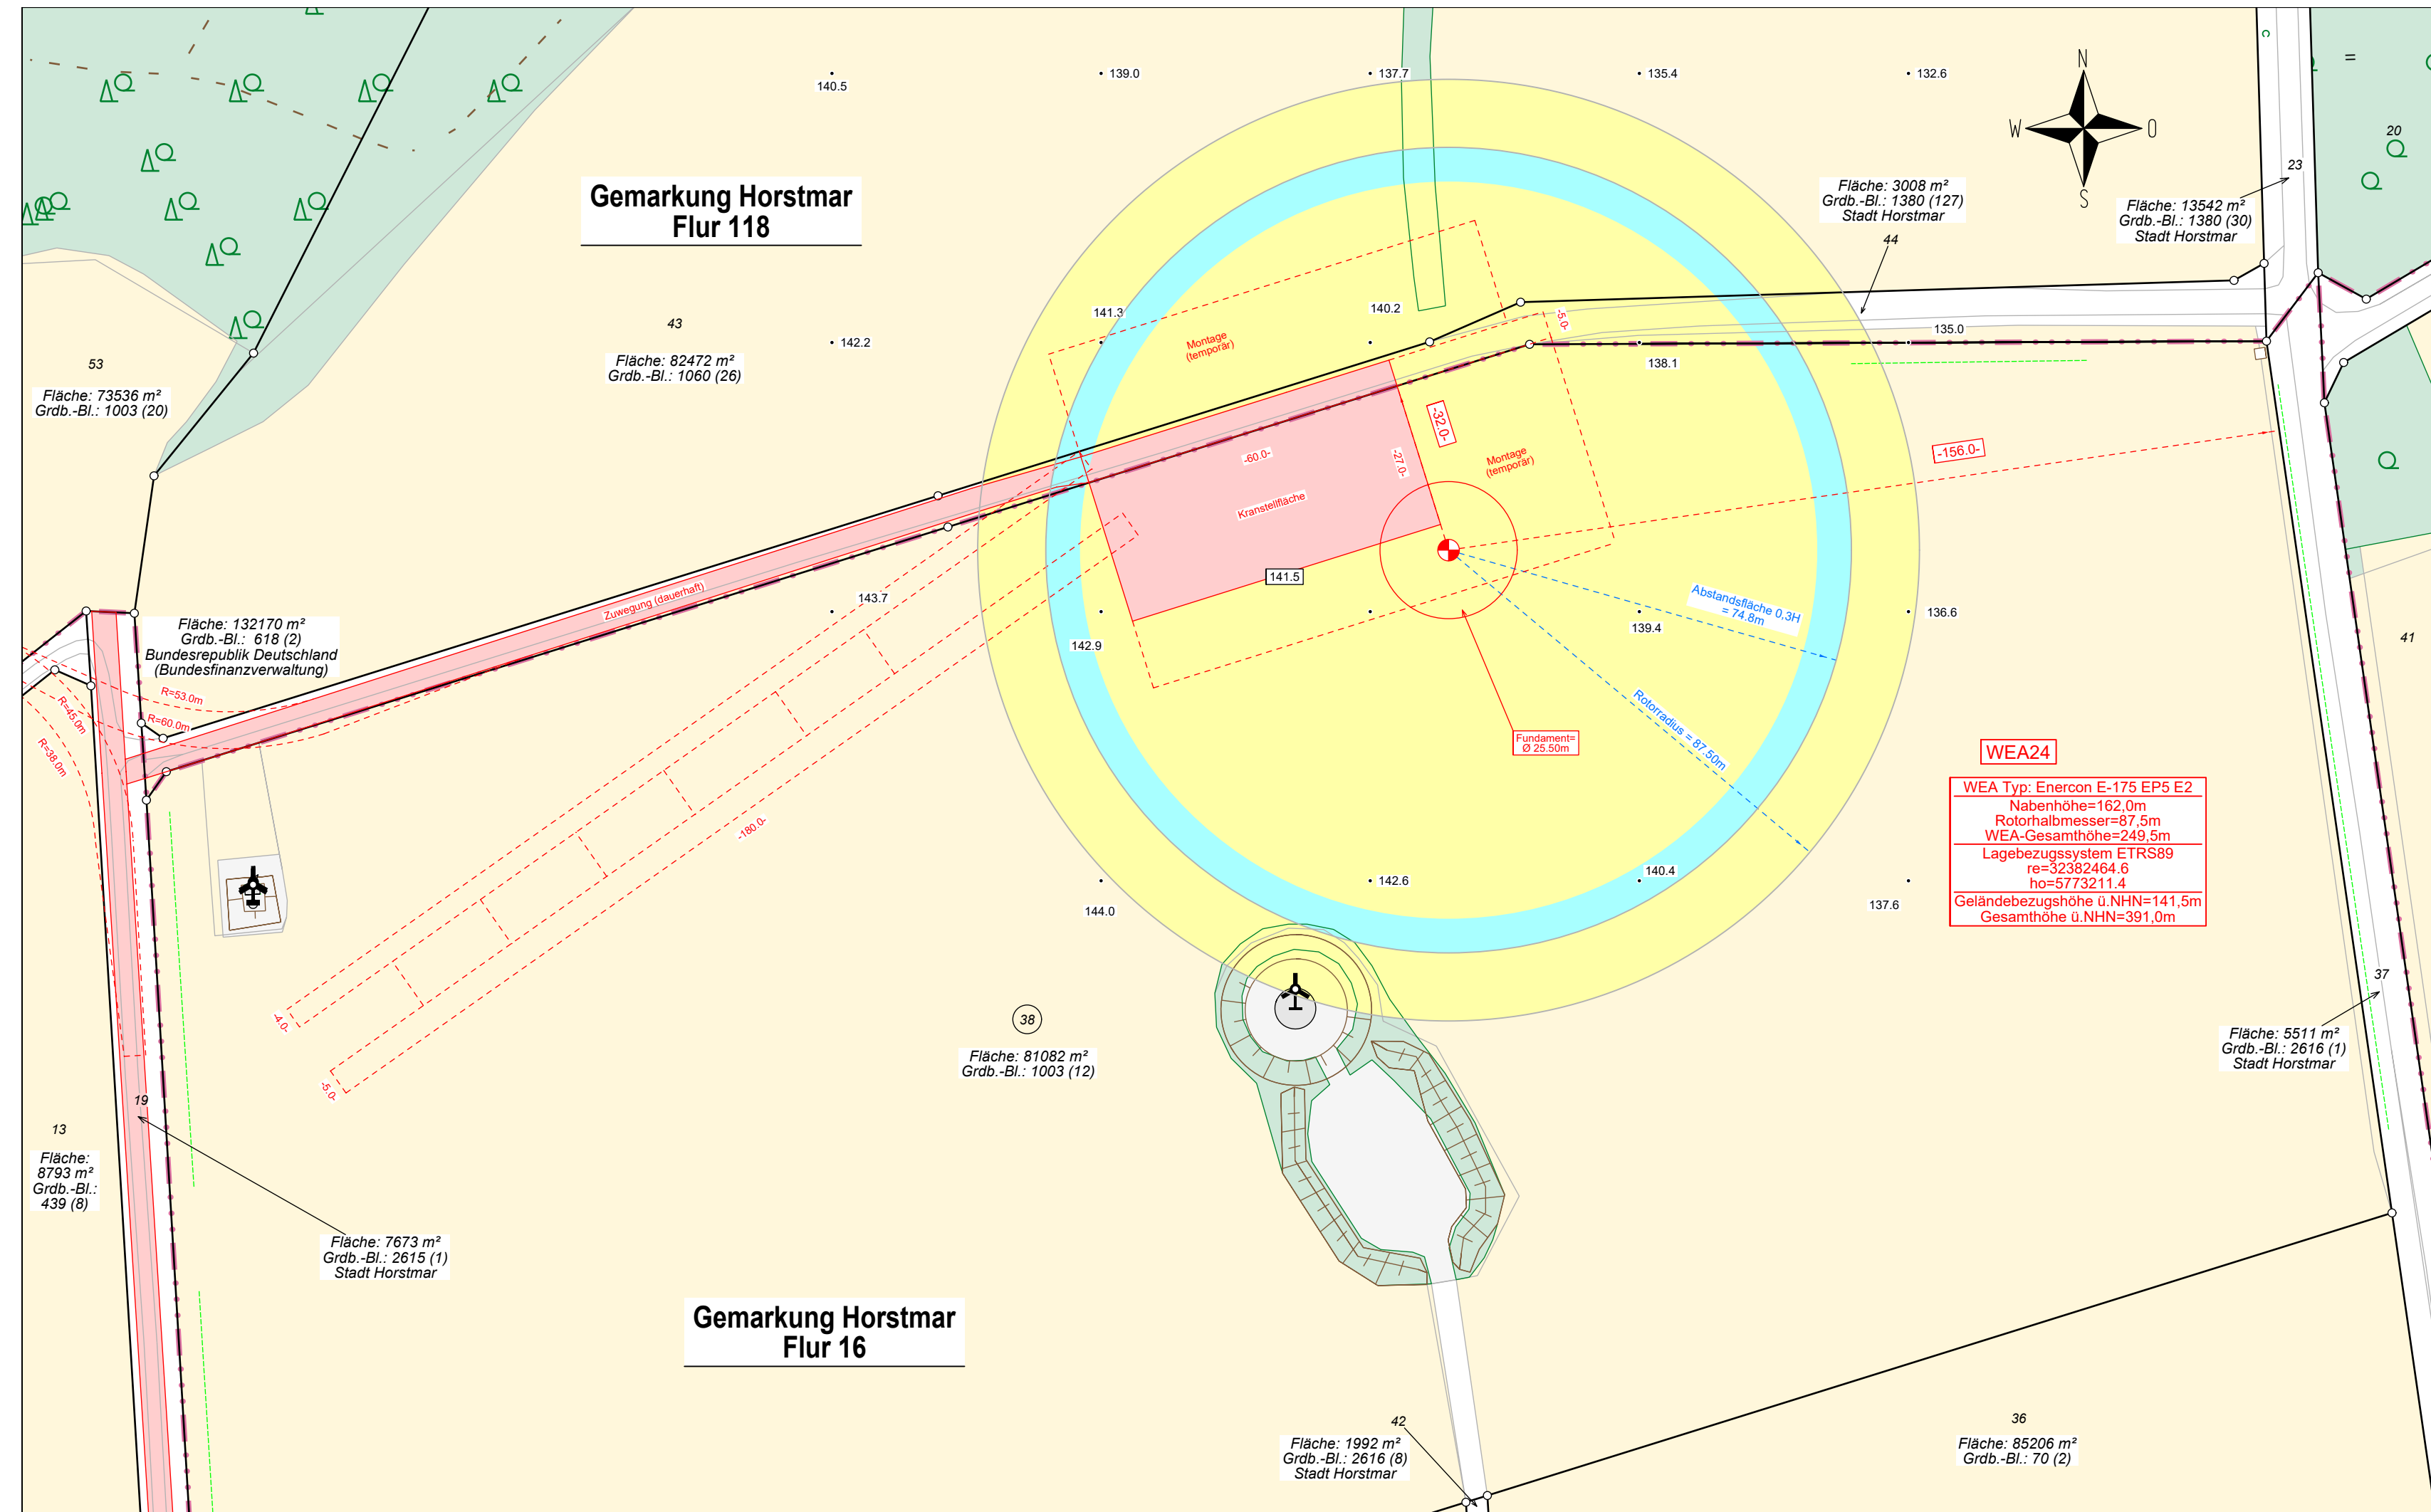 140.5
139.0
137.7
135.4
132.6
N
W
O
S
20
23
Gemarkung Horstmar
Flur 118
Fläche: 3008 m²
Grdb.-Bl.: 1380 (127)
Stadt Horstmar
44
Fläche: 13542 m²
Grdb.-Bl.: 1380 (30)
Stadt Horstmar
43
Fläche: 82472 m²
Grdb.-Bl.: 1060 (26)
142.2
141.3
140.2
-5.0-
135.0
138.1
Montage
(temporär)
53
Fläche: 73536 m²
Grdb.-Bl.: 1003 (20)
-32.0-
-27.0-
-60.0-
Kranstellfläche
Montage
(temporär)
-156.0-
141.5
Zuwegung (dauerhaft)
143.7
142.9
139.4
136.6
Abstandsfläche 0,3H
= 74.8m
41
Fläche: 132170 m²
Grdb.-Bl.: 618 (2)
Bundesrepublik Deutschland
(Bundesfinanzverwaltung)
R=53.0m
R=60.0m
R=45.0m
R=38.0m
Rotorradius = 87.50m
Fundament=
Ø 25.50m
WEA24
WEA Typ: Enercon E-175 EP5 E2
Nabenhöhe=162,0m
Rotorhalbmesser=87,5m
WEA-Gesamthöhe=249,5m
Lagebezugssystem ETRS89
re=32382464.6
ho=5773211.4
Geländebezugshöhe ü.NHN=141,5m
Gesamthöhe ü.NHN=391,0m
-180.0-
144.0
142.6
140.4
137.6
-4.0-
-5.0-
38
Fläche: 81082 m²
Grdb.-Bl.: 1003 (12)
37
Fläche: 5511 m²
Grdb.-Bl.: 2616 (1)
Stadt Horstmar
19
13
Fläche:
8793 m²
Grdb.-Bl.:
439 (8)
Fläche: 7673 m²
Grdb.-Bl.: 2615 (1)
Stadt Horstmar
Gemarkung Horstmar
Flur 16
42
Fläche: 1992 m²
Grdb.-Bl.: 2616 (8)
Stadt Horstmar
36
Fläche: 85206 m²
Grdb.-Bl.: 70 (2)